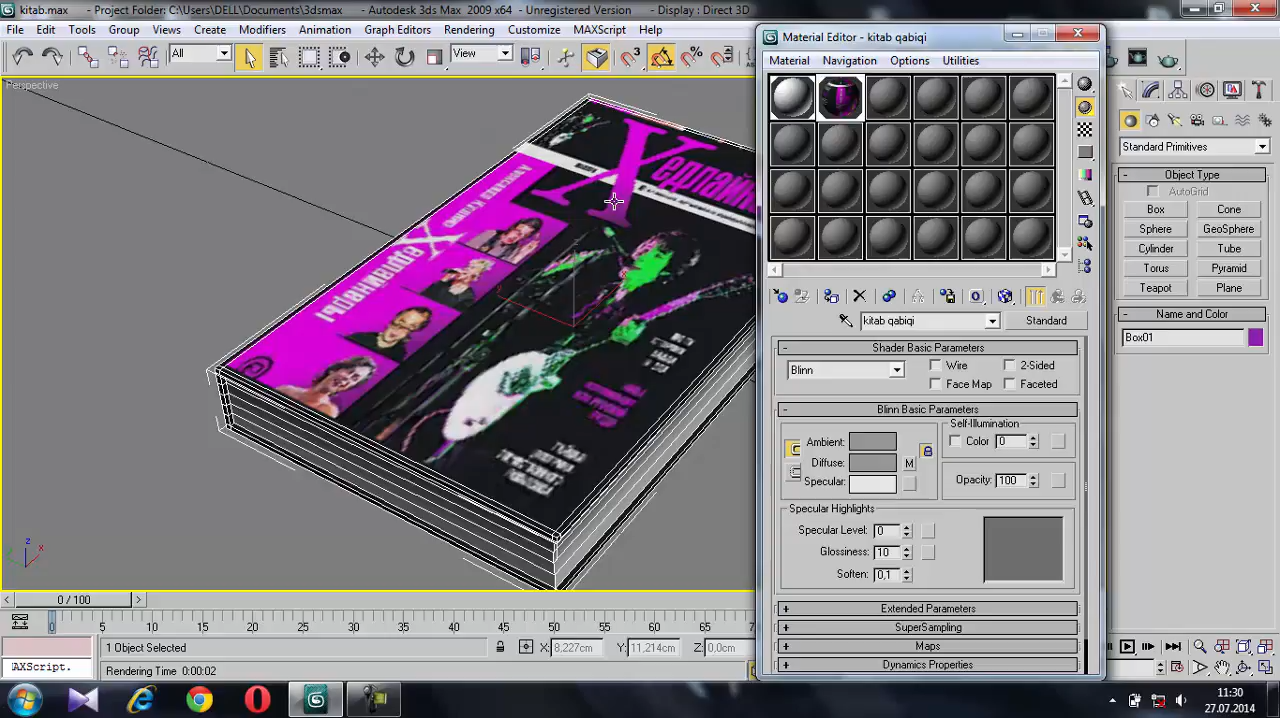 kitab.max - Project Folder: C:\Users\DELL\Documents\3dsmax - Autodesk 3ds Max 2009 x64 - Unregistered Version - Display : Direct 3D
File Edit Tools Group Views Create Modifiers Animation Graph Editors Rendering Customize MAXScript Help
All View
Perspective
Material Editor - kitab qabiqi
Material Navigation Options Utilities
kitab qabiqi Standard
- Shader Basic Parameters
Blinn Wire 2-Sided
Face Map Faceted
- Blinn Basic Parameters
Self-Illumination
Ambient: Color 0
Diffuse: M
Specular: Opacity: 100
Specular Highlights
Specular Level: 0
Glossiness: 10
Soften: 0,1
+ Extended Parameters
+ SuperSampling
+ Maps
+ Dynamics Properties
Standard Primitives
- Object Type
AutoGrid
Box Cone
Sphere GeoSphere
Cylinder Tube
Torus Pyramid
Teapot Plane
- Name and Color
Box01
z
x
0 / 100
0 5 10 15 20 25 30 35 40 45 50 55 60 65 70
1 Object Selected X: 8,227cm Y: 11,214cm Z: 0,0cm
AXScript. Rendering Time 0:00:02
11:30
27.07.2014